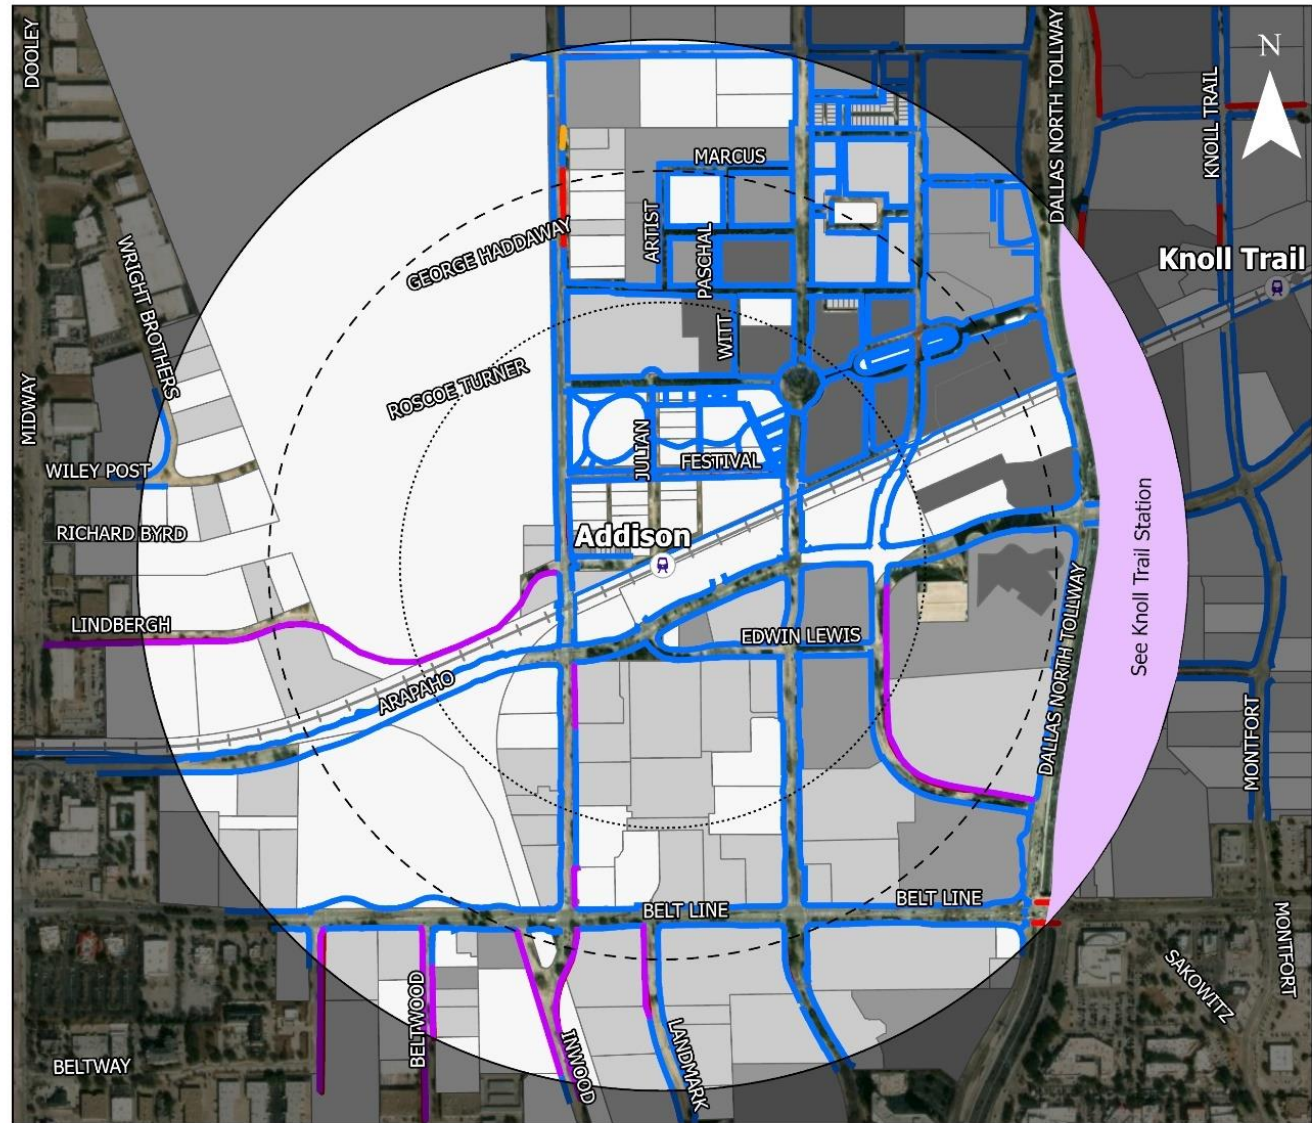 DOOLEY
DALLAS NORTH TOLLWAY
N
KNOLL TRAIL
MARCUS
WRIGHT BROTHERS
GEORGE HADDAWAY
ARTIST
PASCHAL
Knoll Trail
WITT
MIDWAY
ROSCOE TURNER
JULIAN
FESTIVAL
WILEY POST
RICHARD BYRD
Addison
See Knoll Trail Station
LINDBERGH
EDWIN LEWIS
DALLAS NORTH TOLLWAY
ARAPAHO
MONTFORT
BELT LINE
BELT LINE
MONTFORT
SAKOWITZ
BELTWOOD
BELTWAY
INWOOD
LANDMARK